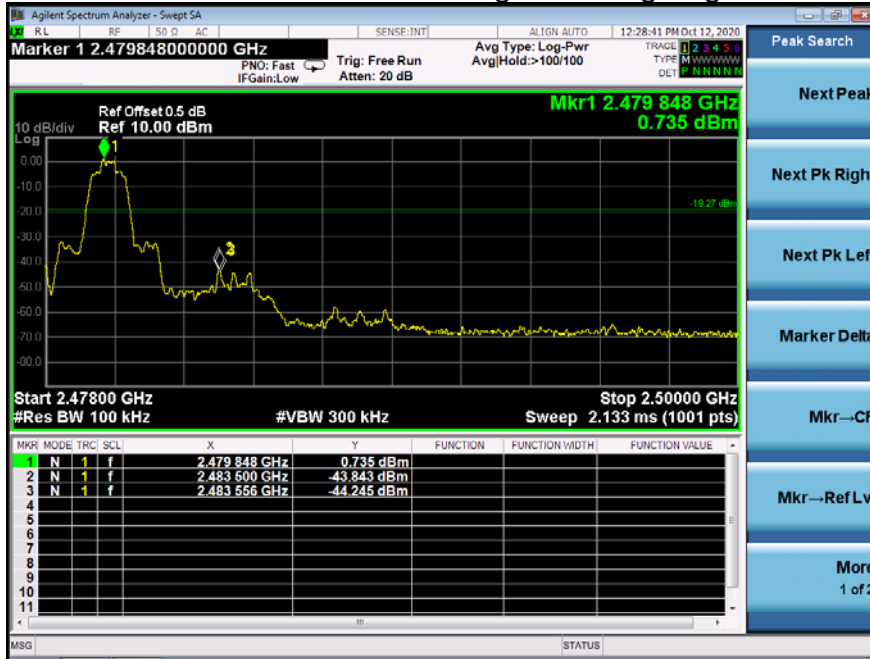 Agilent Spectrum Analyzer - Swept SA
RL RF 50 Ω AC SENSE:INT ALIGN AUTO 12:28:41 PM Oct 12, 2020
Marker 1 2.479848000000 GHz
PNO: Fast
IFGain:Low
Trig: Free Run
Atten: 20 dB
Avg Type: Log-Pwr
Avg|Hold:>100/100
TRACE 1 2 3 4 5 6
TYPE M WWWWW
DET P N N N N N
Mkr1 2.479 848 GHz
0.735 dBm
Ref Offset 0.5 dB
10 dB/div Ref 10.00 dBm
Log
1
0.00
-10.0
-20.0
-19.27 dBm
-30.0
-40.0
-50.0
-60.0
-70.0
-80.0
Start 2.47800 GHz Stop 2.50000 GHz
#Res BW 100 kHz #VBW 300 kHz Sweep 2.133 ms (1001 pts)
MKR MODE TRC SCL X Y FUNCTION FUNCTION WIDTH FUNCTION VALUE
1 N 1 f 2.479 848 GHz 0.735 dBm
2 N 1 f 2.483 500 GHz -43.843 dBm
3 N 1 f 2.483 556 GHz -44.245 dBm
4
5
6
7
8
9
10
11
MSG STATUS
Peak Search
Next Peak
Next Pk Righ
Next Pk Lef
Marker Delta
Mkr→CF
Mkr→Ref Lv
More
1 of 2